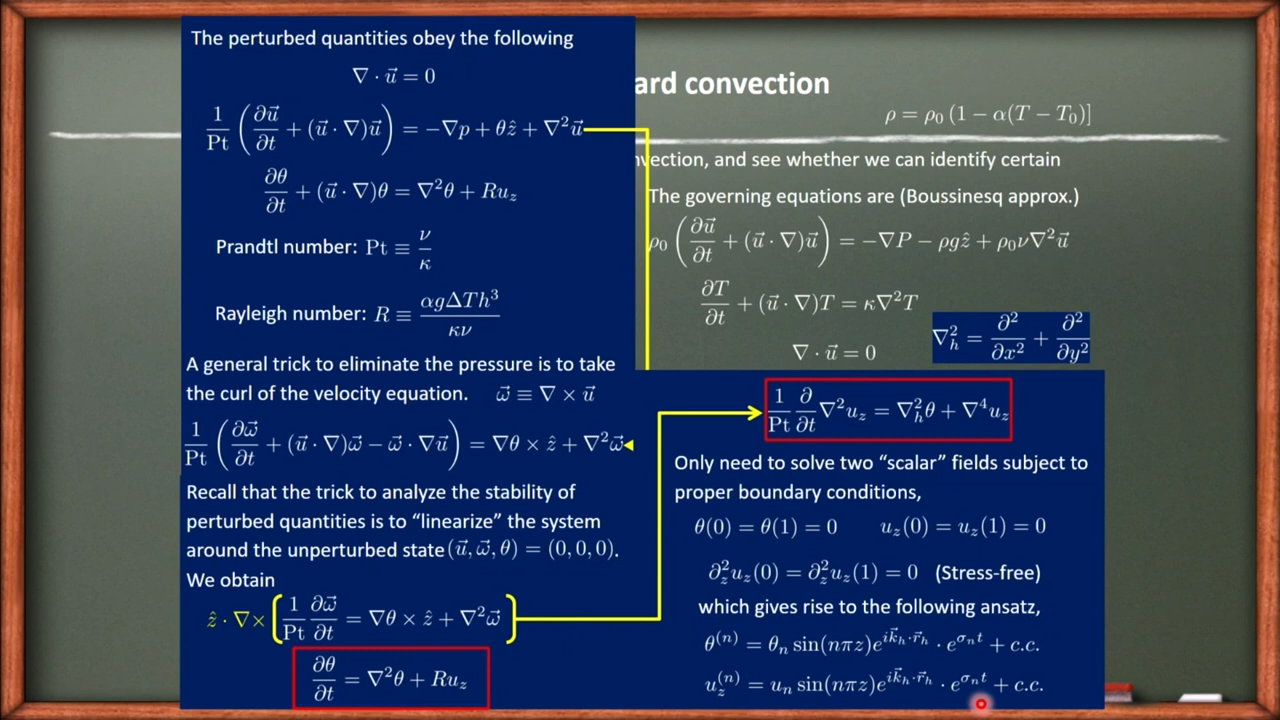 The perturbed quantities obey the following
∇ · u⃗ = 0
1/Pt (∂u⃗/∂t + (u⃗ · ∇)u⃗) = −∇p + θẑ + ∇²u⃗
∂θ/∂t + (u⃗ · ∇)θ = ∇²θ + Ru_z
Prandtl number: Pt ≡ ν/κ
Rayleigh number: R ≡ αgΔTh³/κν
A general trick to eliminate the pressure is to take
the curl of the velocity equation. ω⃗ ≡ ∇ × u⃗
1/Pt (∂ω⃗/∂t + (u⃗ · ∇)ω⃗ − ω⃗ · ∇u⃗) = ∇θ × ẑ + ∇²ω⃗
Recall that the trick to analyze the stability of
perturbed quantities is to “linearize” the system
around the unperturbed state (u⃗, ω⃗, θ) = (0, 0, 0).
We obtain
ẑ · ∇× [1/Pt ∂ω⃗/∂t = ∇θ × ẑ + ∇²ω⃗]
∂θ/∂t = ∇²θ + Ru_z
ard convection
ρ = ρ₀ (1 − α(T − T₀)]
nvection, and see whether we can identify certain
The governing equations are (Boussinesq approx.)
ρ₀ (∂u⃗/∂t + (u⃗ · ∇)u⃗) = −∇P − ρgẑ + ρ₀ν∇²u⃗
∂T/∂t + (u⃗ · ∇)T = κ∇²T
∇ · u⃗ = 0
∇²_h = ∂²/∂x² + ∂²/∂y²
1/Pt ∂/∂t ∇²u_z = ∇²_hθ + ∇⁴u_z
Only need to solve two “scalar” fields subject to
proper boundary conditions,
θ(0) = θ(1) = 0 u_z(0) = u_z(1) = 0
∂²_z u_z(0) = ∂²_z u_z(1) = 0 (Stress-free)
which gives rise to the following ansatz,
θ^(n) = θ_n sin(nπz)e^{ik⃗_h·r⃗_h} · e^{σ_n t} + c.c.
u_z^(n) = u_n sin(nπz)e^{ik⃗_h·r⃗_h} · e^{σ_n t} + c.c.